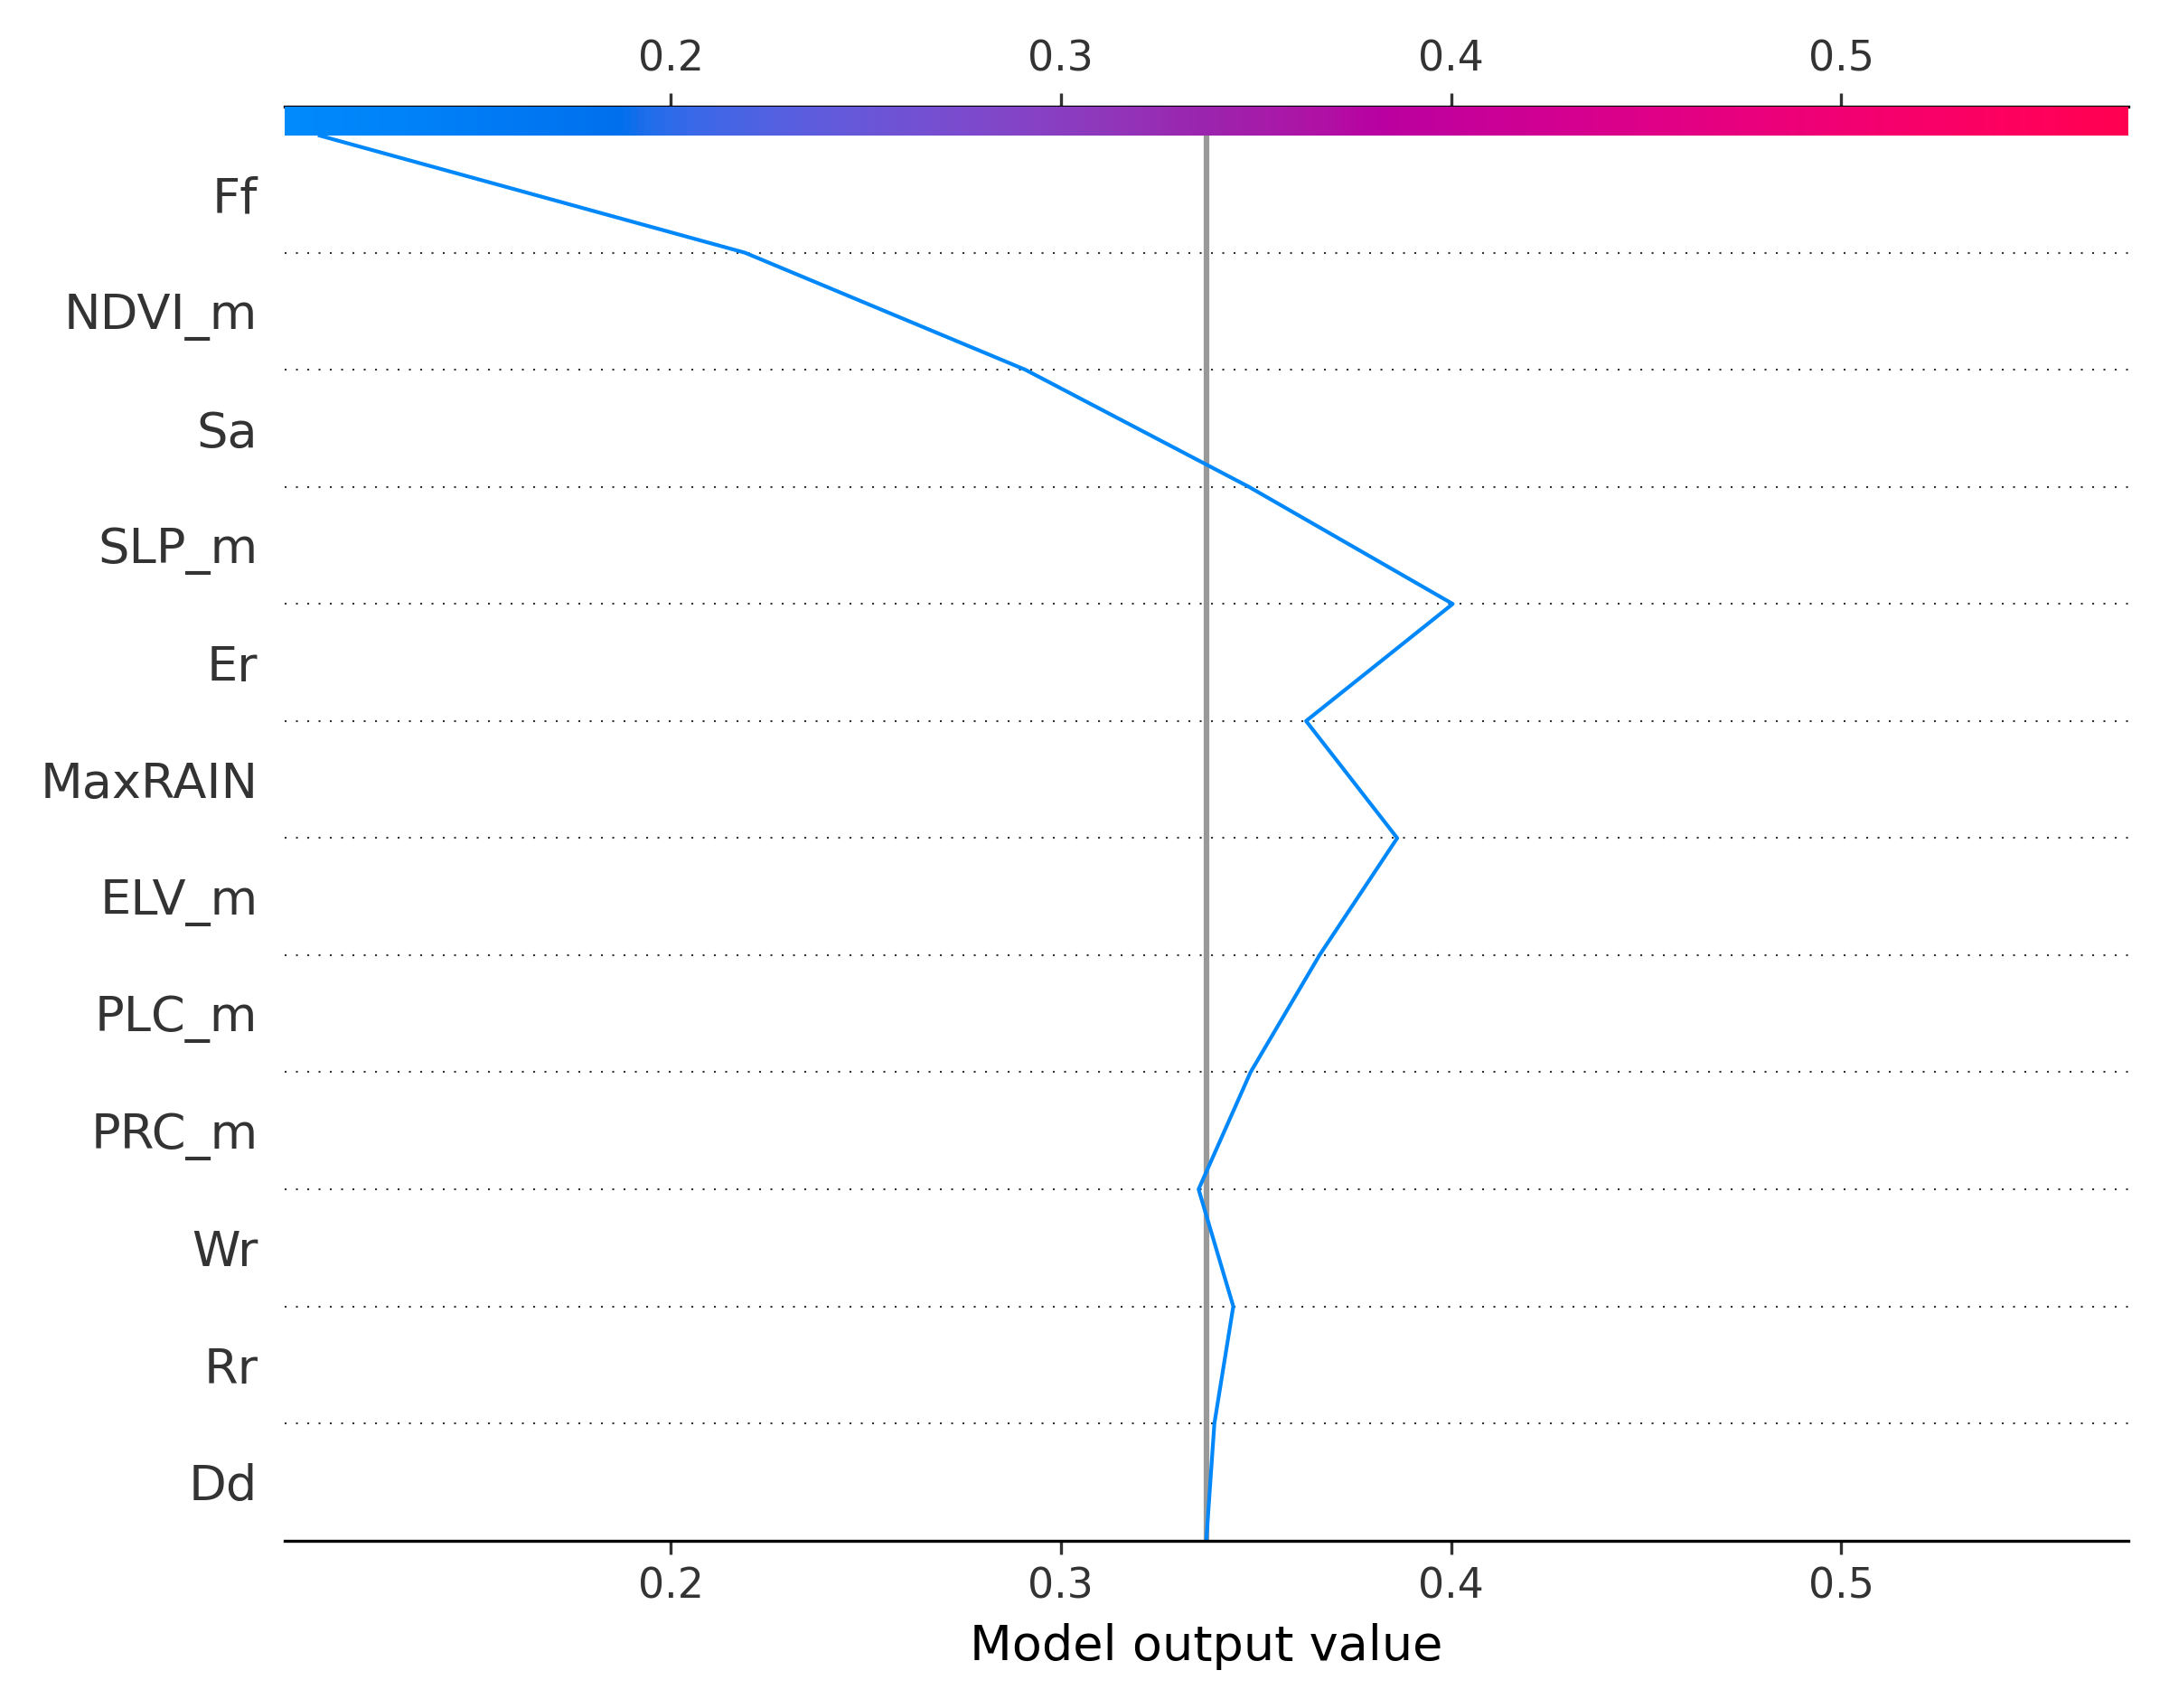 0.2 0.3 0.4 0.5
Ff
NDVI_m
Sa
SLP_m
Er
MaxRAIN
ELV_m
PLC_m
PRC_m
Wr
Rr
Dd
0.2 0.3 0.4 0.5
Model output value